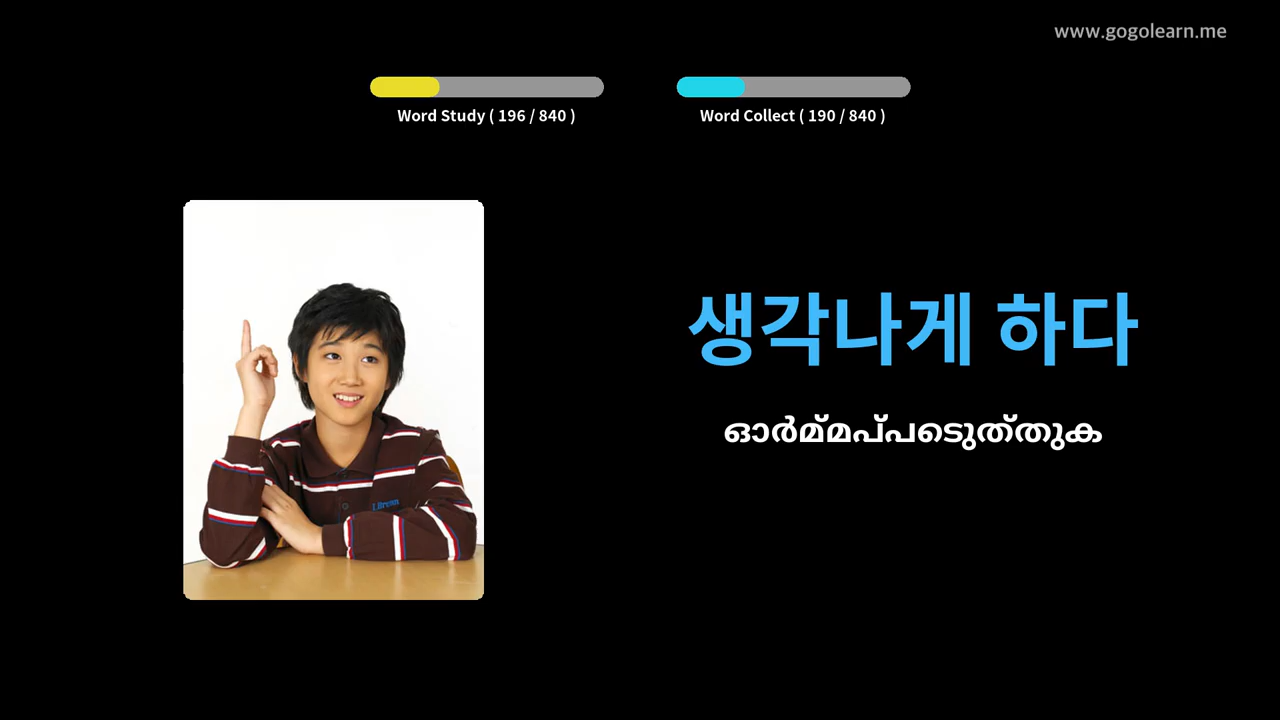 www.gogolearn.me
Word Study ( 196 / 840 )
Word Collect ( 190 / 840 )
생각나게 하다
ഓർമ്മപ്പടെുത്തുക